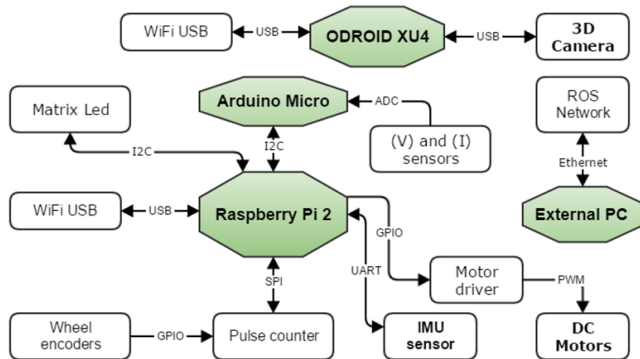 WiFi USB
USB
ODROID XU4
USB
3D
Camera
Matrix Led
Arduino Micro
ADC
ROS
Network
I2C
I2C
(V) and (I)
sensors
Ethernet
WiFi USB
USB
Raspberry Pi 2
External PC
GPIO
UART
SPI
Motor
driver
PWM
Wheel
encoders
GPIO
Pulse counter
IMU
sensor
DC
Motors